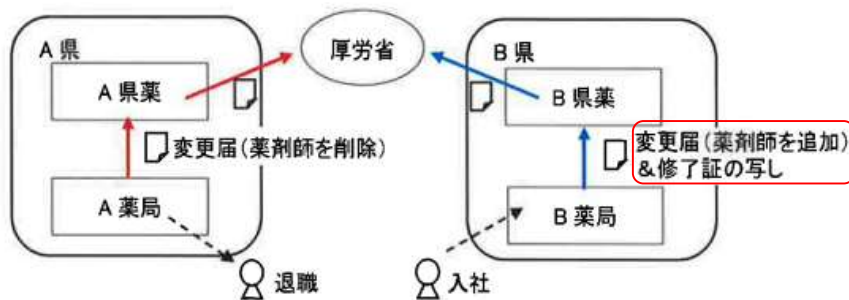 厚労省
A県
A県薬
変更届(薬剤師を削除)
A薬局
退職
B県
B県薬
変更届(薬剤師を追加)
&修了証の写し
B薬局
入社